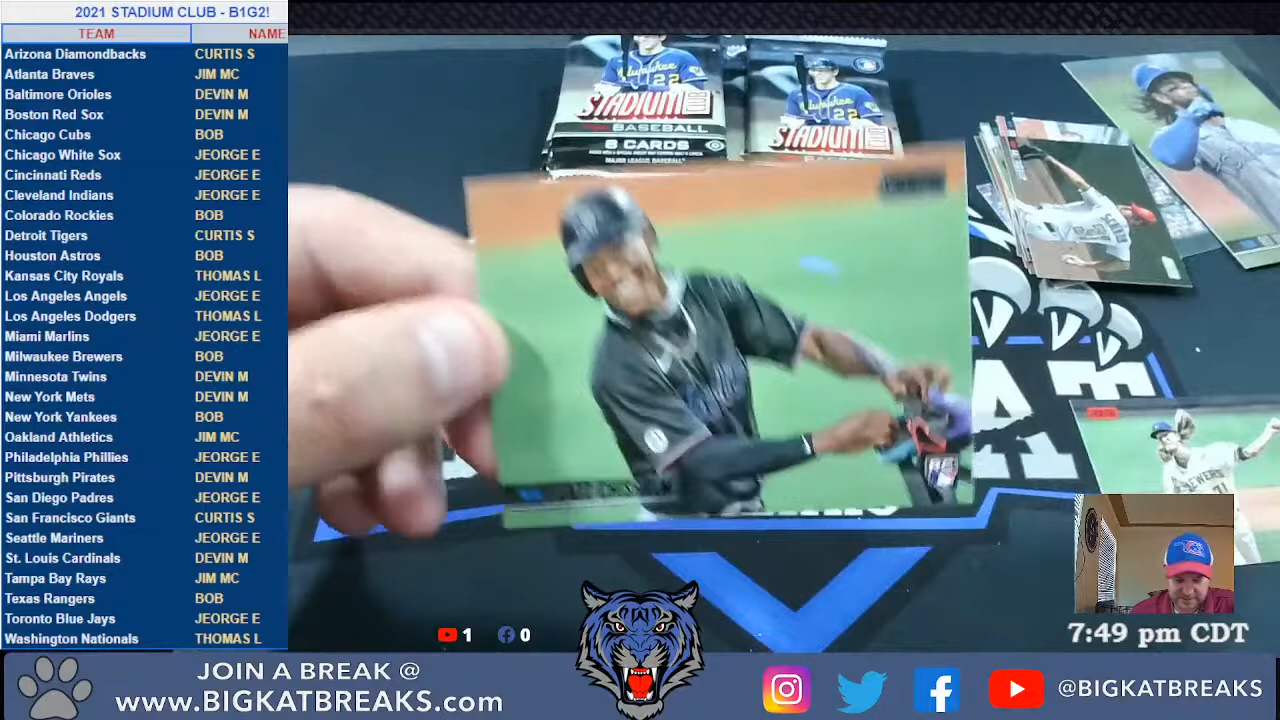 2021 STADIUM CLUB - B1G2!
TEAM NAME
Arizona Diamondbacks CURTIS S
Atlanta Braves JIM MC
Baltimore Orioles DEVIN M
Boston Red Sox DEVIN M
Chicago Cubs BOB
Chicago White Sox JEORGE E
Cincinnati Reds JEORGE E
Cleveland Indians JEORGE E
Colorado Rockies BOB
Detroit Tigers CURTIS S
Houston Astros BOB
Kansas City Royals THOMAS L
Los Angeles Angels JEORGE E
Los Angeles Dodgers THOMAS L
Miami Marlins JEORGE E
Milwaukee Brewers BOB
Minnesota Twins DEVIN M
New York Mets DEVIN M
New York Yankees BOB
Oakland Athletics JIM MC
Philadelphia Phillies JEORGE E
Pittsburgh Pirates DEVIN M
San Diego Padres JEORGE E
San Francisco Giants CURTIS S
Seattle Mariners JEORGE E
St. Louis Cardinals DEVIN M
Tampa Bay Rays JIM MC
Texas Rangers BOB
Toronto Blue Jays JEORGE E
Washington Nationals THOMAS L
Milwaukee
22
STADIUM CLUB
BASEBALL
8 CARDS
Milwaukee
22
STADIUM CLUB
1
0
7:49 pm CDT
JOIN A BREAK @
www.BIGKATBREAKS.com
@BIGKATBREAKS